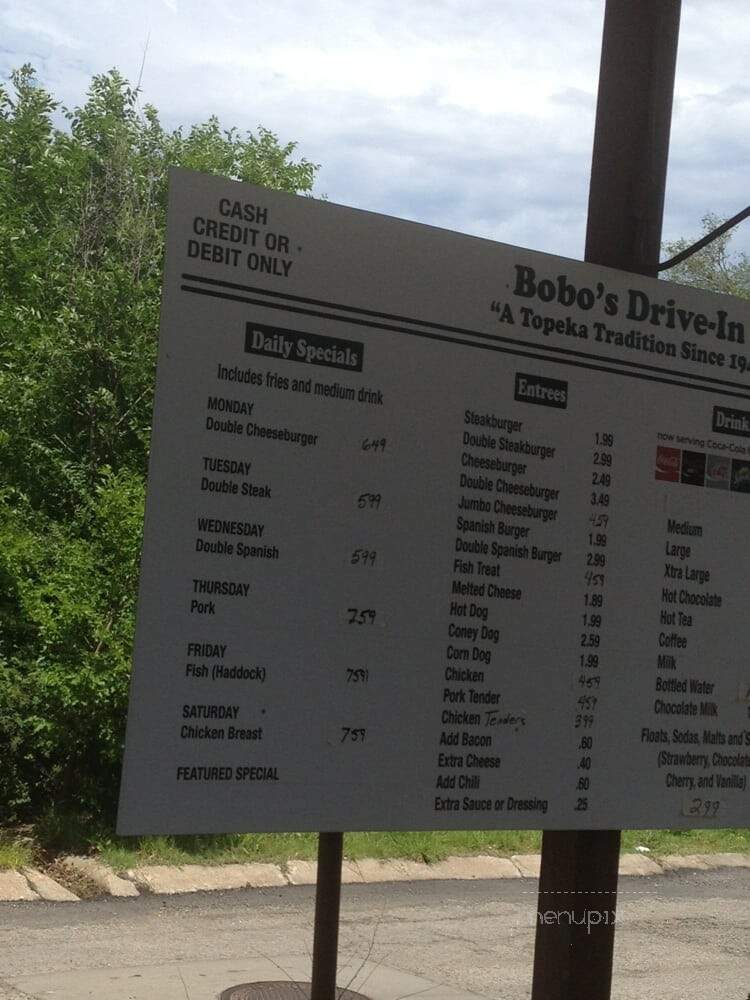 CASH
CREDIT OR
DEBIT ONLY
Bobo's Drive-In
"A Topeka Tradition Since 19
Daily Specials
Includes fries and medium drink
MONDAY
Double Cheeseburger 649
TUESDAY
Double Steak 599
WEDNESDAY
Double Spanish 599
THURSDAY
Pork 759
FRIDAY
Fish (Haddock) 759
SATURDAY
Chicken Breast 759
FEATURED SPECIAL
Entrees
Steakburger 1.99
Double Steakburger 2.99
Cheeseburger 2.49
Double Cheeseburger 3.49
Jumbo Cheeseburger 459
Spanish Burger 1.99
Double Spanish Burger 2.99
Fish Treat 459
Melted Cheese 1.89
Hot Dog 1.99
Coney Dog 2.59
Corn Dog 1.99
Chicken 459
Pork Tender 459
Chicken Tenders 399
Add Bacon .60
Extra Cheese .40
Add Chili .60
Extra Sauce or Dressing .25
Drink
now serving Coca-Cola
Medium
Large
Xtra Large
Hot Chocolate
Hot Tea
Coffee
Milk
Bottled Water
Chocolate Milk
Floats, Sodas, Malts and S
(Strawberry, Chocolate
Cherry, and Vanilla)
299
menupix